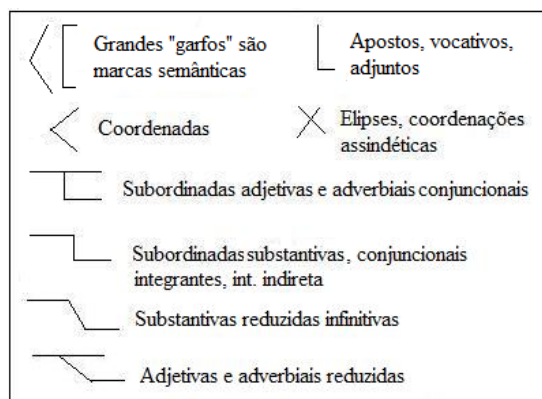 Grandes "garfos" são
marcas semânticas
Apostos, vocativos,
adjuntos
Coordenadas
Elipses, coordenações
assindéticas
Subordinadas adjetivas e adverbiais conjuncionais
Subordinadas substantivas, conjuncionais
integrantes, int. indireta
Substantivas reduzidas infinitivas
Adjetivas e adverbiais reduzidas